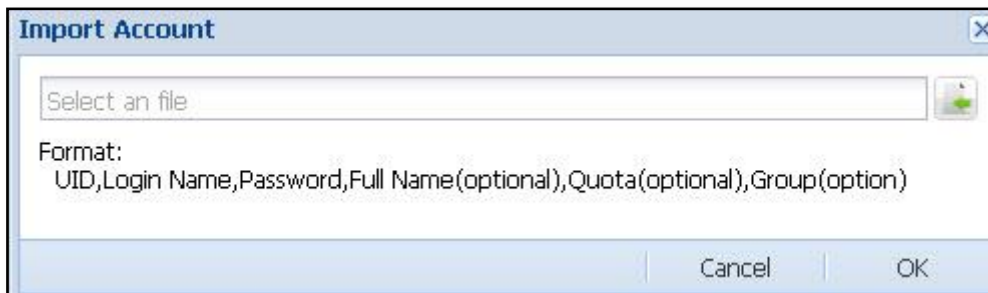 Import Account
Select an file
Format:
UID,Login Name,Password,Full Name(optional),Quota(optional),Group(option)
Cancel OK